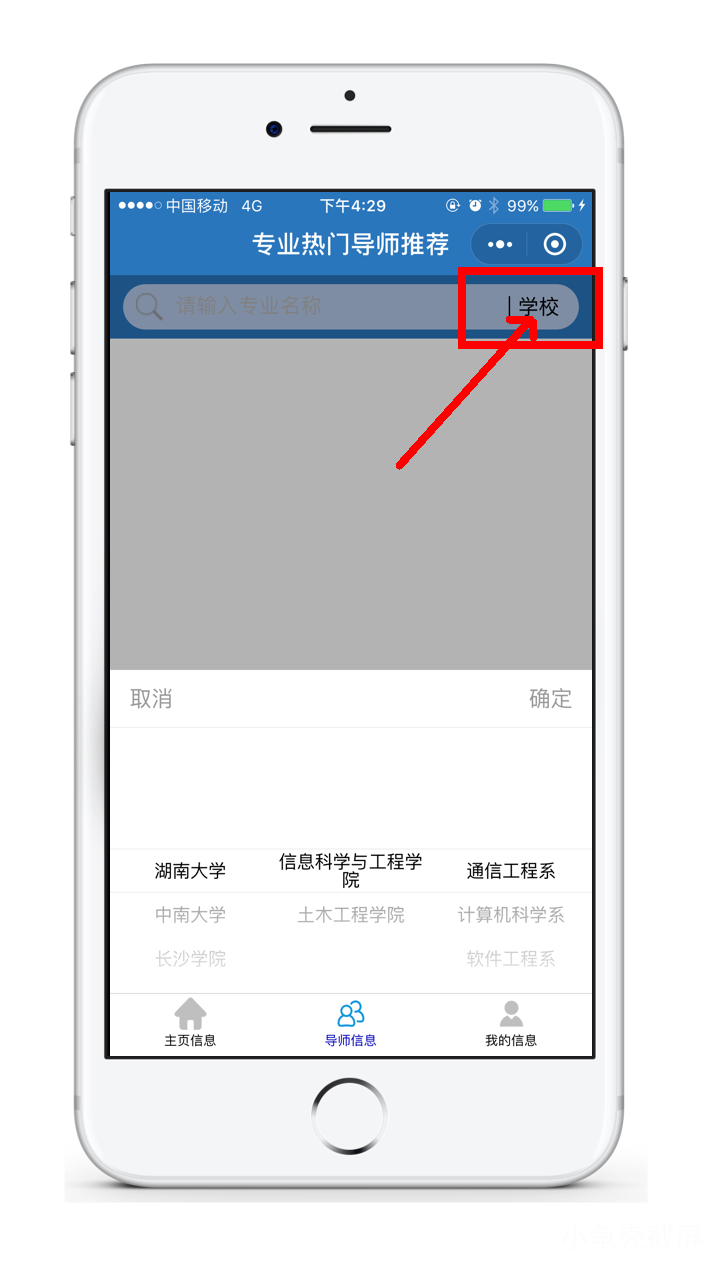 中国移动 4G 下午4:29 99%
专业热门导师推荐
请输入专业名称 | 学校
取消 确定
湖南大学 信息科学与工程学院 通信工程系
中南大学 土木工程学院 计算机科学系
长沙学院 软件工程系
主页信息 导师信息 我的信息